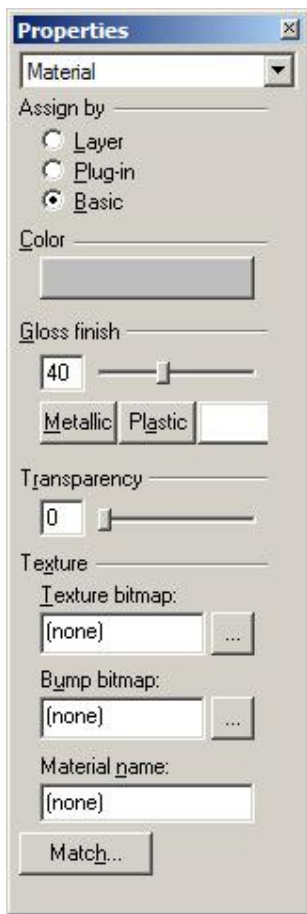 Properties
Material
Assign by
Layer
Plug-in
Basic
Color
Gloss finish
40
Metallic Plastic
Transparency
0
Texture
Texture bitmap:
(none) ...
Bump bitmap:
(none) ...
Material name:
(none)
Match...